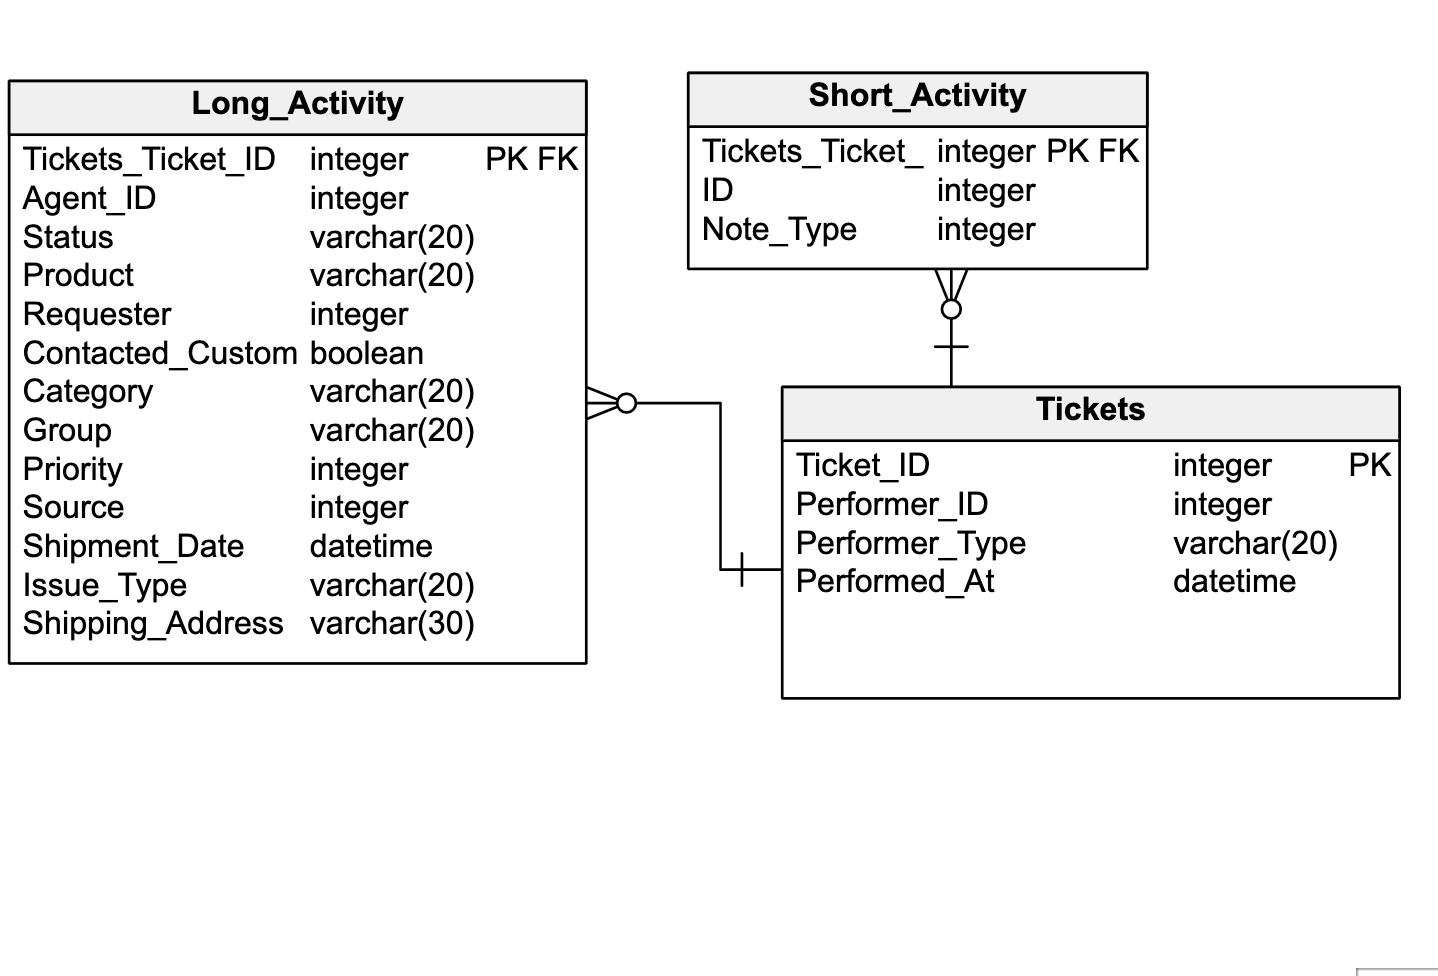 Long_Activity
Tickets_Ticket_ID integer PK FK
Agent_ID integer
Status varchar(20)
Product varchar(20)
Requester integer
Contacted_Custom boolean
Category varchar(20)
Group varchar(20)
Priority integer
Source integer
Shipment_Date datetime
Issue_Type varchar(20)
Shipping_Address varchar(30)
Short_Activity
Tickets_Ticket_ integer PK FK
ID integer
Note_Type integer
Tickets
Ticket_ID integer PK
Performer_ID integer
Performer_Type varchar(20)
Performed_At datetime